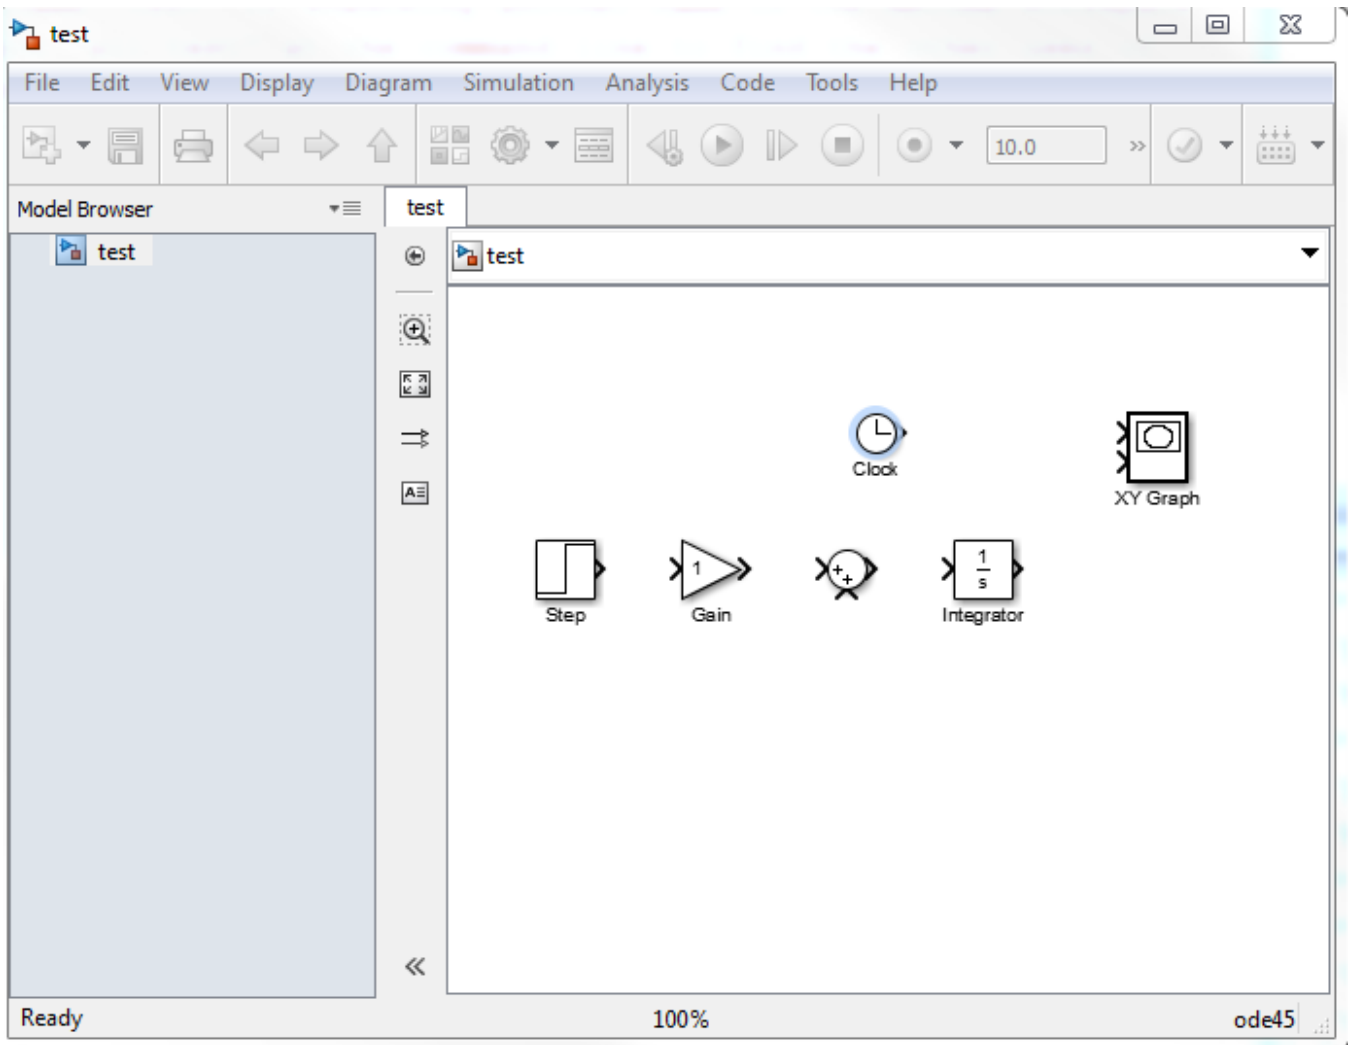 test
File Edit View Display Diagram Simulation Analysis Code Tools Help
10.0
Model Browser
test
test
test
Clock
XY Graph
1
1
s
Step
Gain
Integrator
Ready
100%
ode45